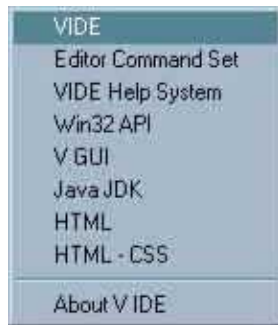 VIDE
Editor Command Set
VIDE Help System
Win32 API
V GUI
Java JDK
HTML
HTML - CSS
About V IDE